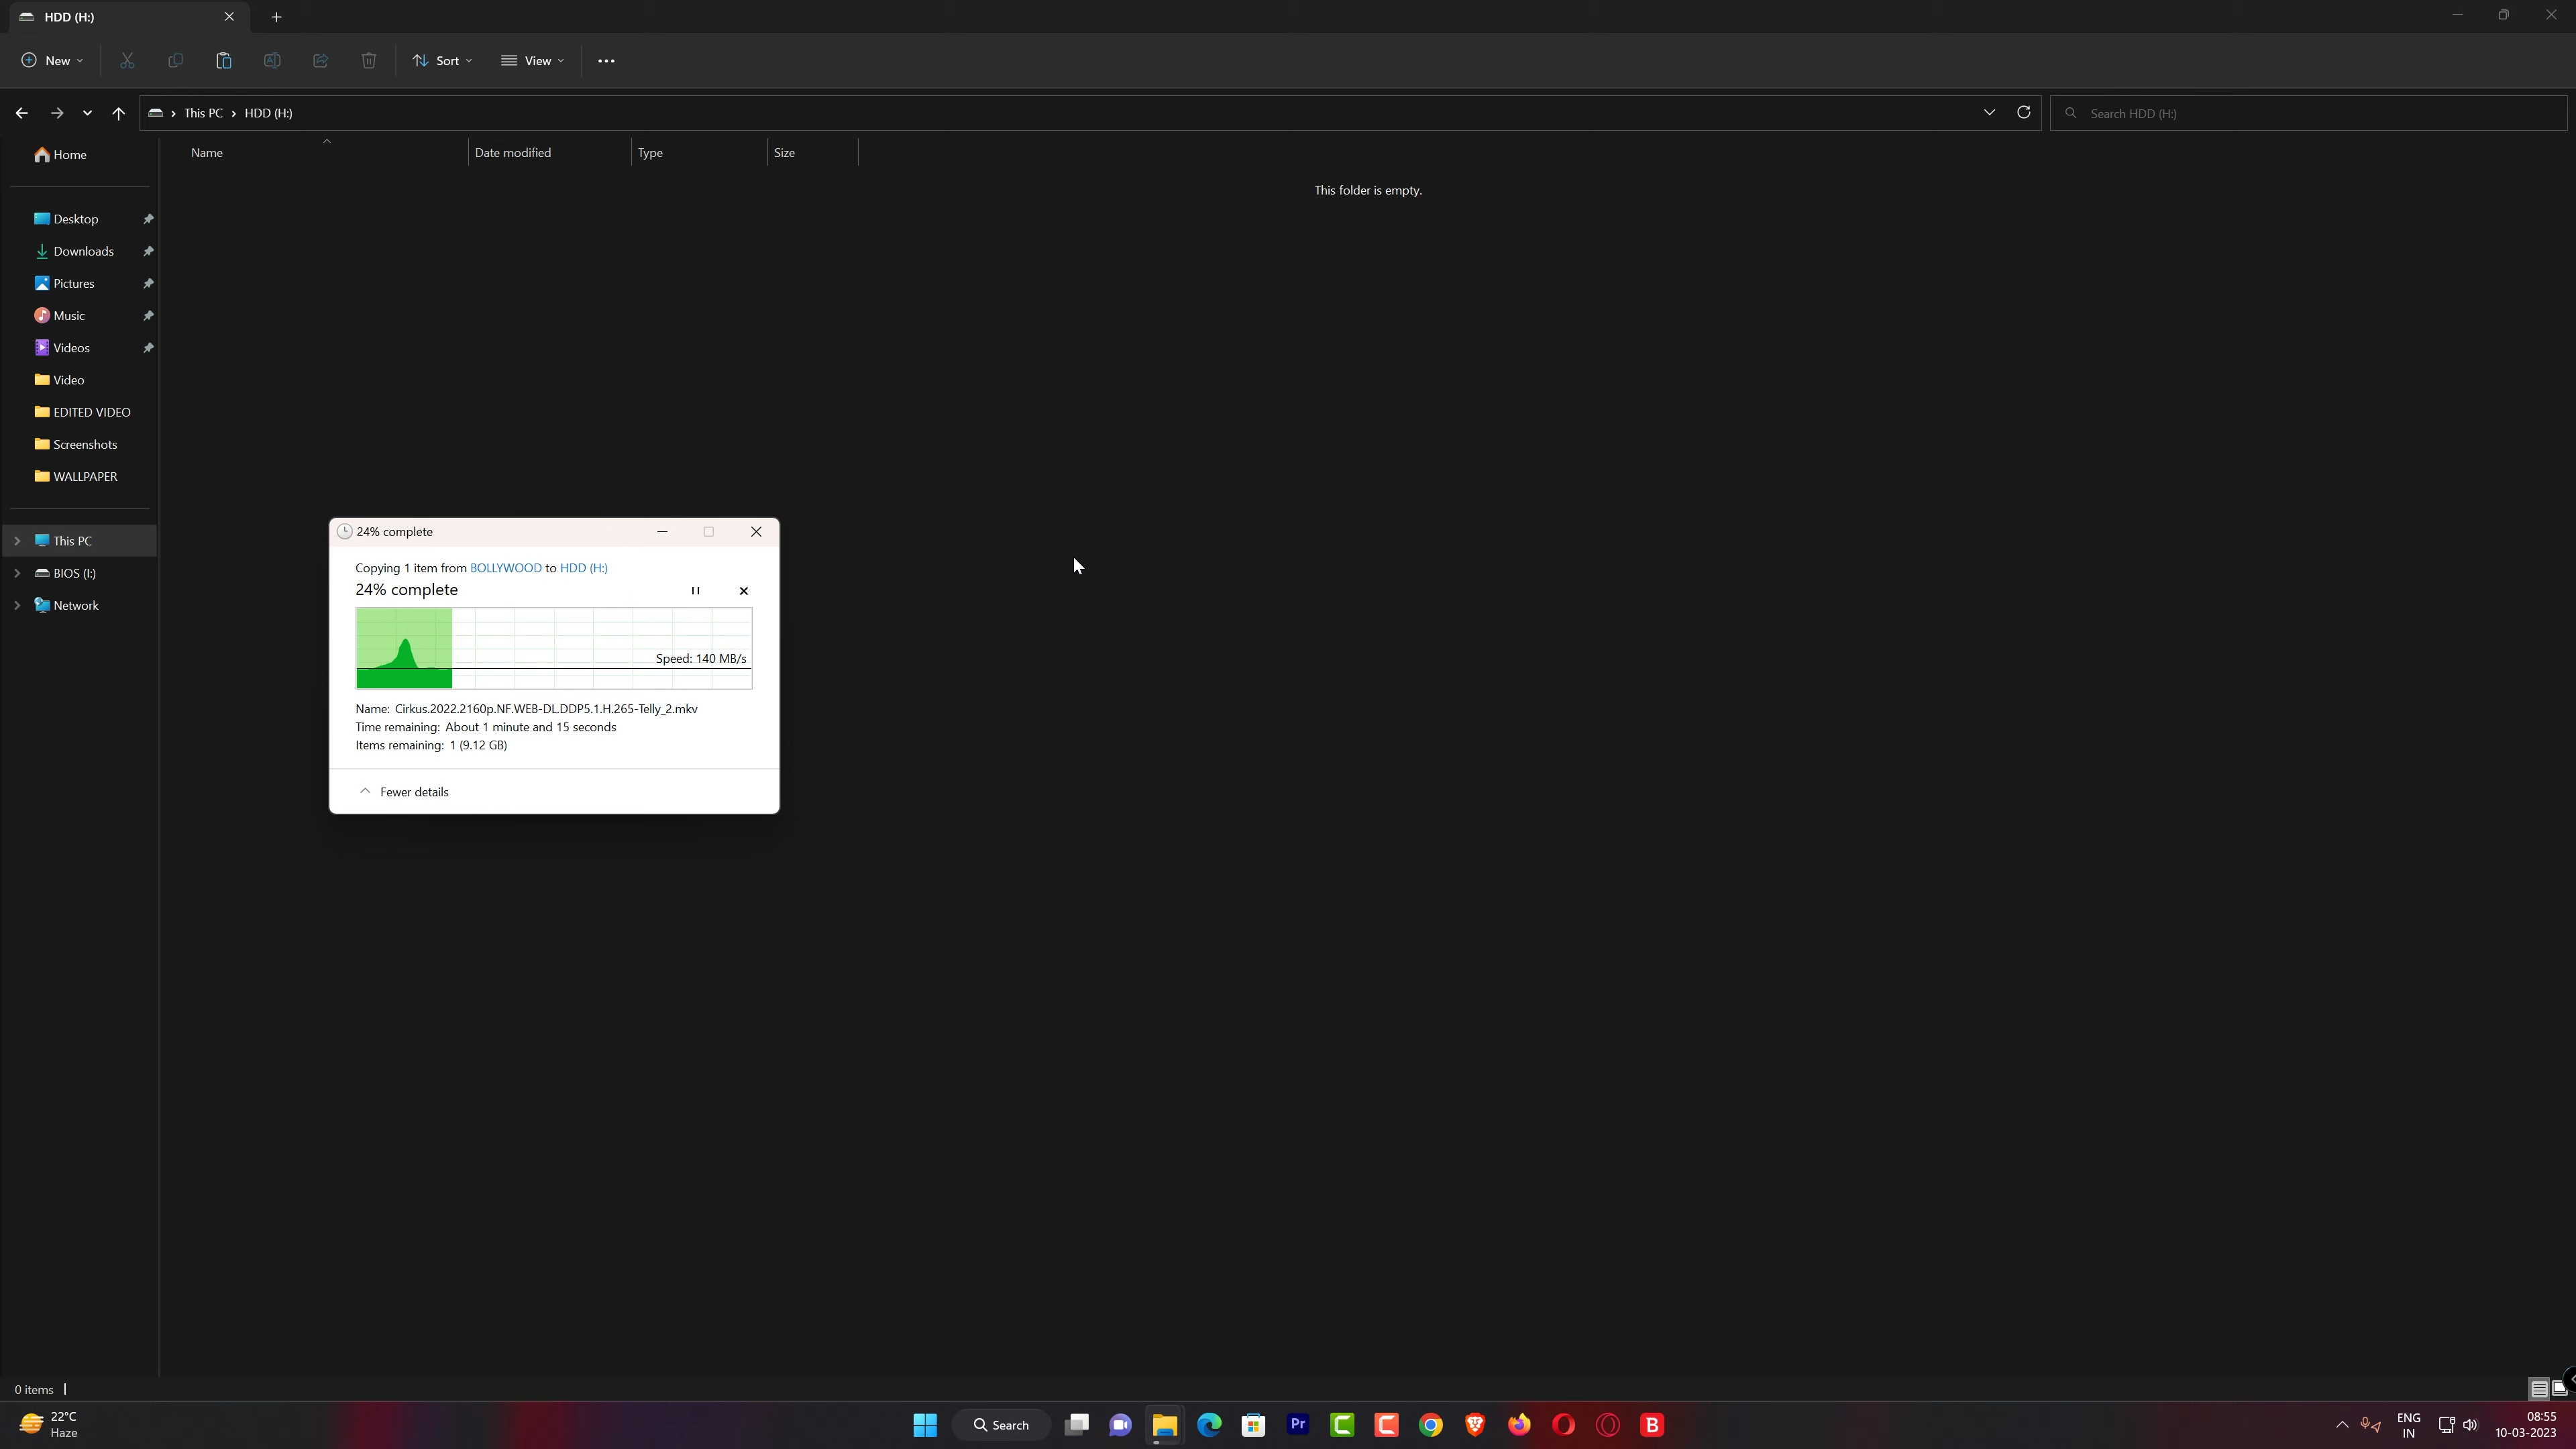 HDD (H:)
New
Sort
View
This PC
HDD (H:)
Search HDD (H:)
Name
Date modified
Type
Size
This folder is empty.
Home
Desktop
Downloads
Pictures
Music
Videos
Video
EDITED VIDEO
Screenshots
WALLPAPER
This PC
BIOS (I:)
Network
24% complete
Copying 1 item from BOLLYWOOD to HDD (H:)
24% complete
Speed: 140 MB/s
Name: Cirkus.2022.2160p.NF.WEB-DL.DDP5.1.H.265-Telly_2.mkv
Time remaining: About 1 minute and 15 seconds
Items remaining: 1 (9.12 GB)
Fewer details
0 items
22°C
Haze
Search
Pr
B
ENG
IN
08:55
10-03-2023